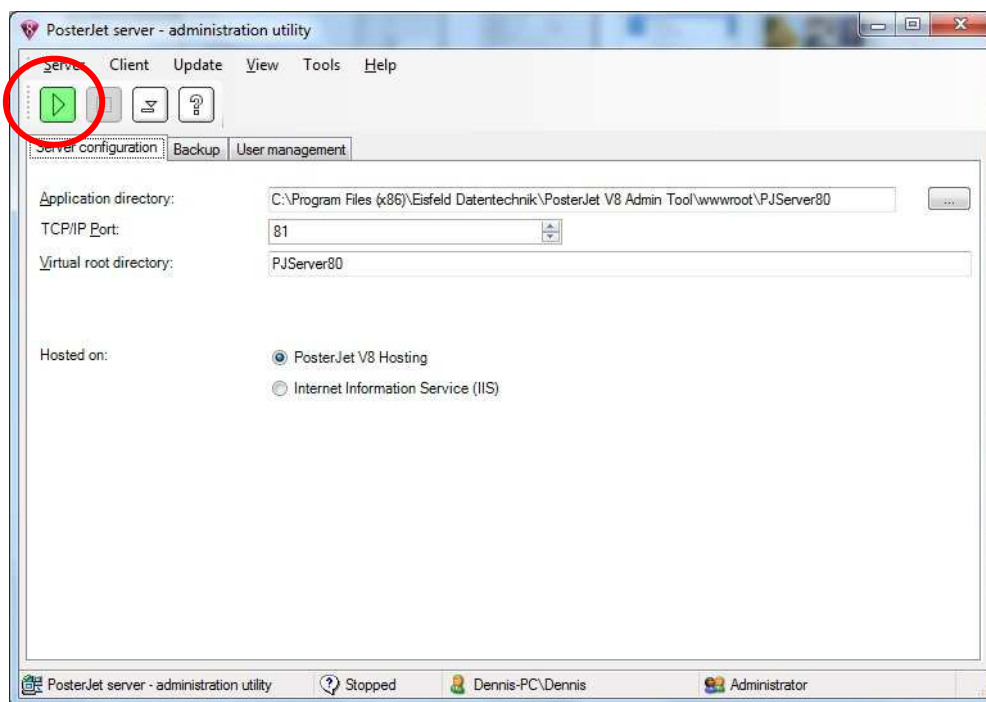 PosterJet server - administration utility
Server Client Update View Tools Help
Server configuration Backup User management
Application directory: C:\Program Files (x86)\Eisfeld Datentechnik\PosterJet V8 Admin Tool\wwwroot\PJServer80 ...
TCP/IP Port: 81
Virtual root directory: PJServer80
Hosted on: PosterJet V8 Hosting
Internet Information Service (IIS)
PosterJet server - administration utility Stopped Dennis-PC\Dennis Administrator